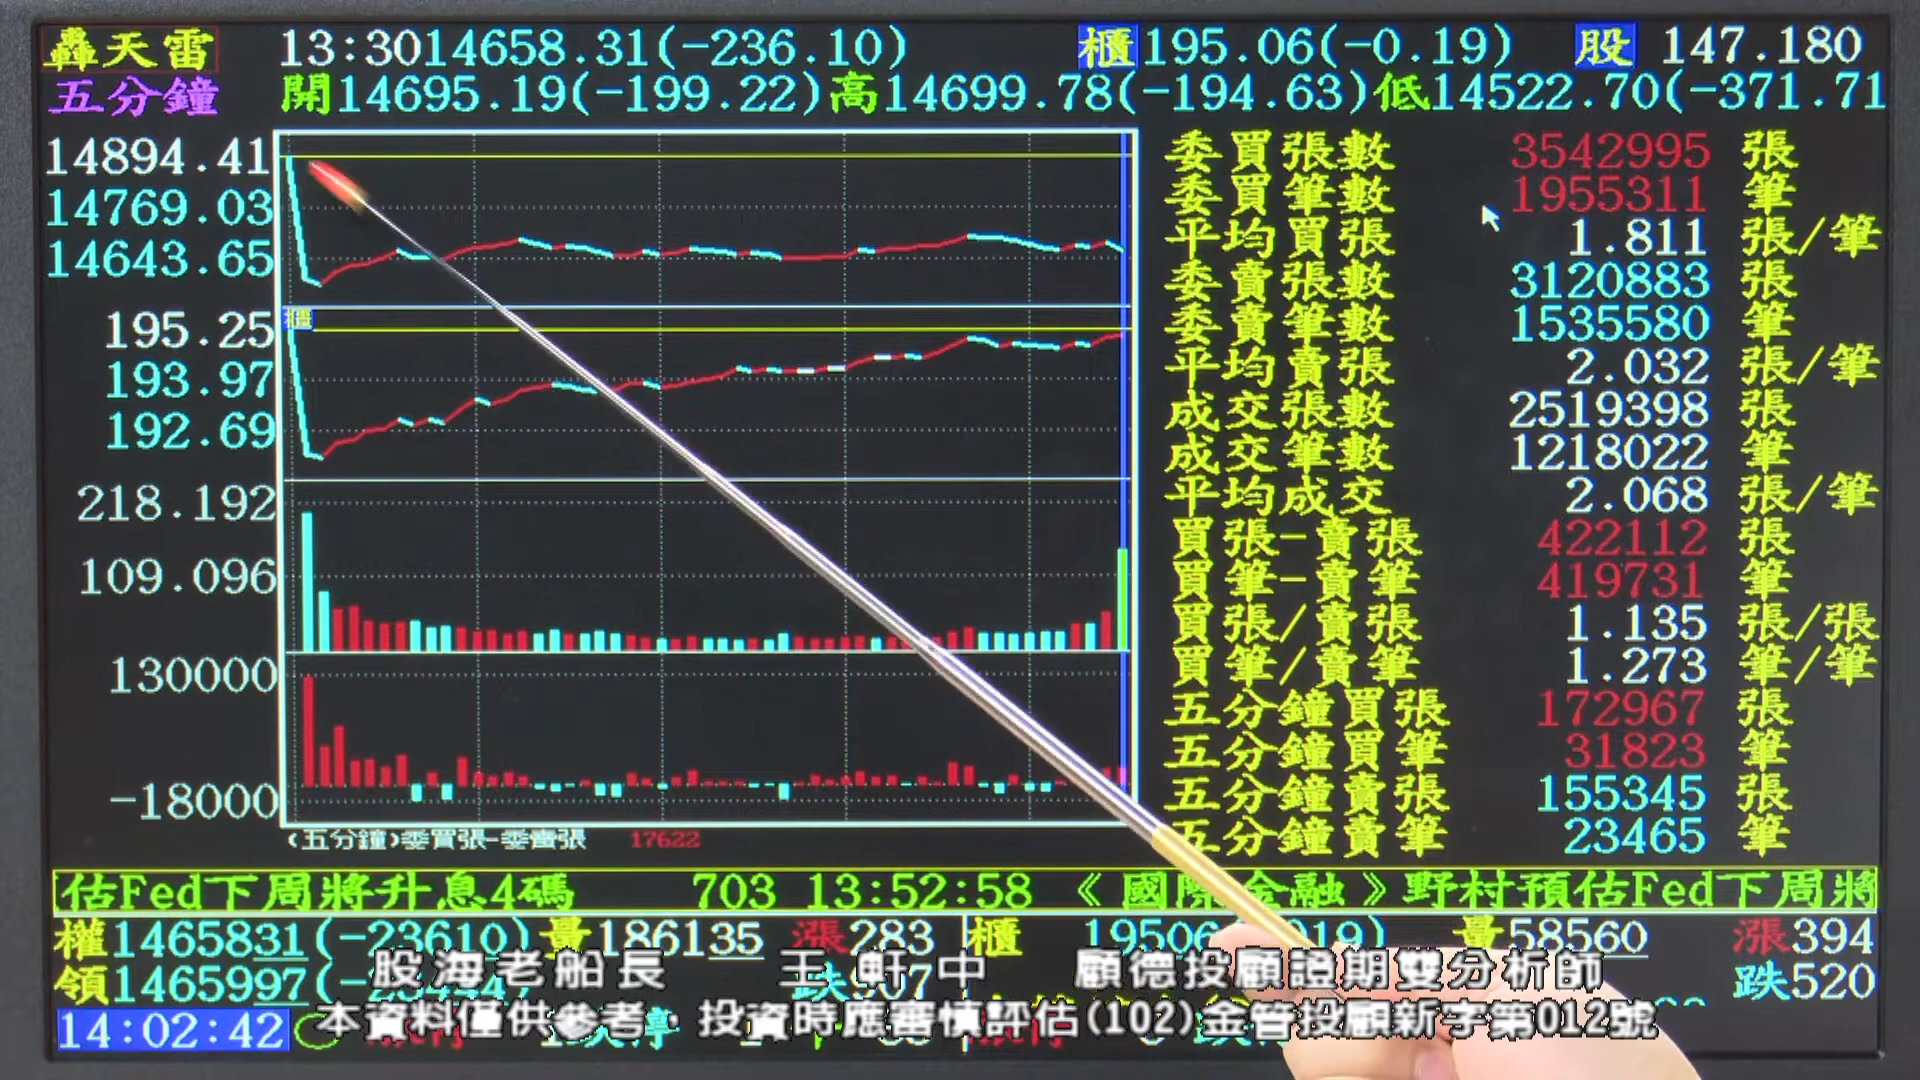 轟天雷 13:30 14658.31(-236.10) 櫃 195.06(-0.19) 股 147.180
五分鐘 開14695.19(-199.22)高14699.78(-194.63)低14522.70(-371.71
14894.41
14769.03
14643.65
櫃
195.25
193.97
192.69
218.192
109.096
130000
-18000
(五分鐘)委買張-委賣張 17622
委買張數 3542995 張
委買筆數 1955311 筆
平均買張 1.811 張/筆
委賣張數 3120883 張
委賣筆數 1535580 筆
平均賣張 2.032 張/筆
成交張數 2519398 張
成交筆數 1218022 筆
平均成交 2.068 張/筆
買張-賣張 422112 張
買筆-賣筆 419731 筆
買張/賣張 1.135 張/張
買筆/賣筆 1.273 筆/筆
五分鐘買張 172967 張
五分鐘買筆 31823 筆
五分鐘賣張 155345 張
五分鐘賣筆 23465 筆
估Fed下周將升息4碼 703 13:52:58 《國際金融》野村預估Fed下周將
權1465831(-23610)量186135 漲283 櫃 19506 019) 量58560 漲394
領1465997(-23444) 跌907 跌520
股海老船長 王軒中 顧德投顧證期雙分析師
本資料僅供參考,投資時應審慎評估(102)金管投顧新字第012號
14:02:42